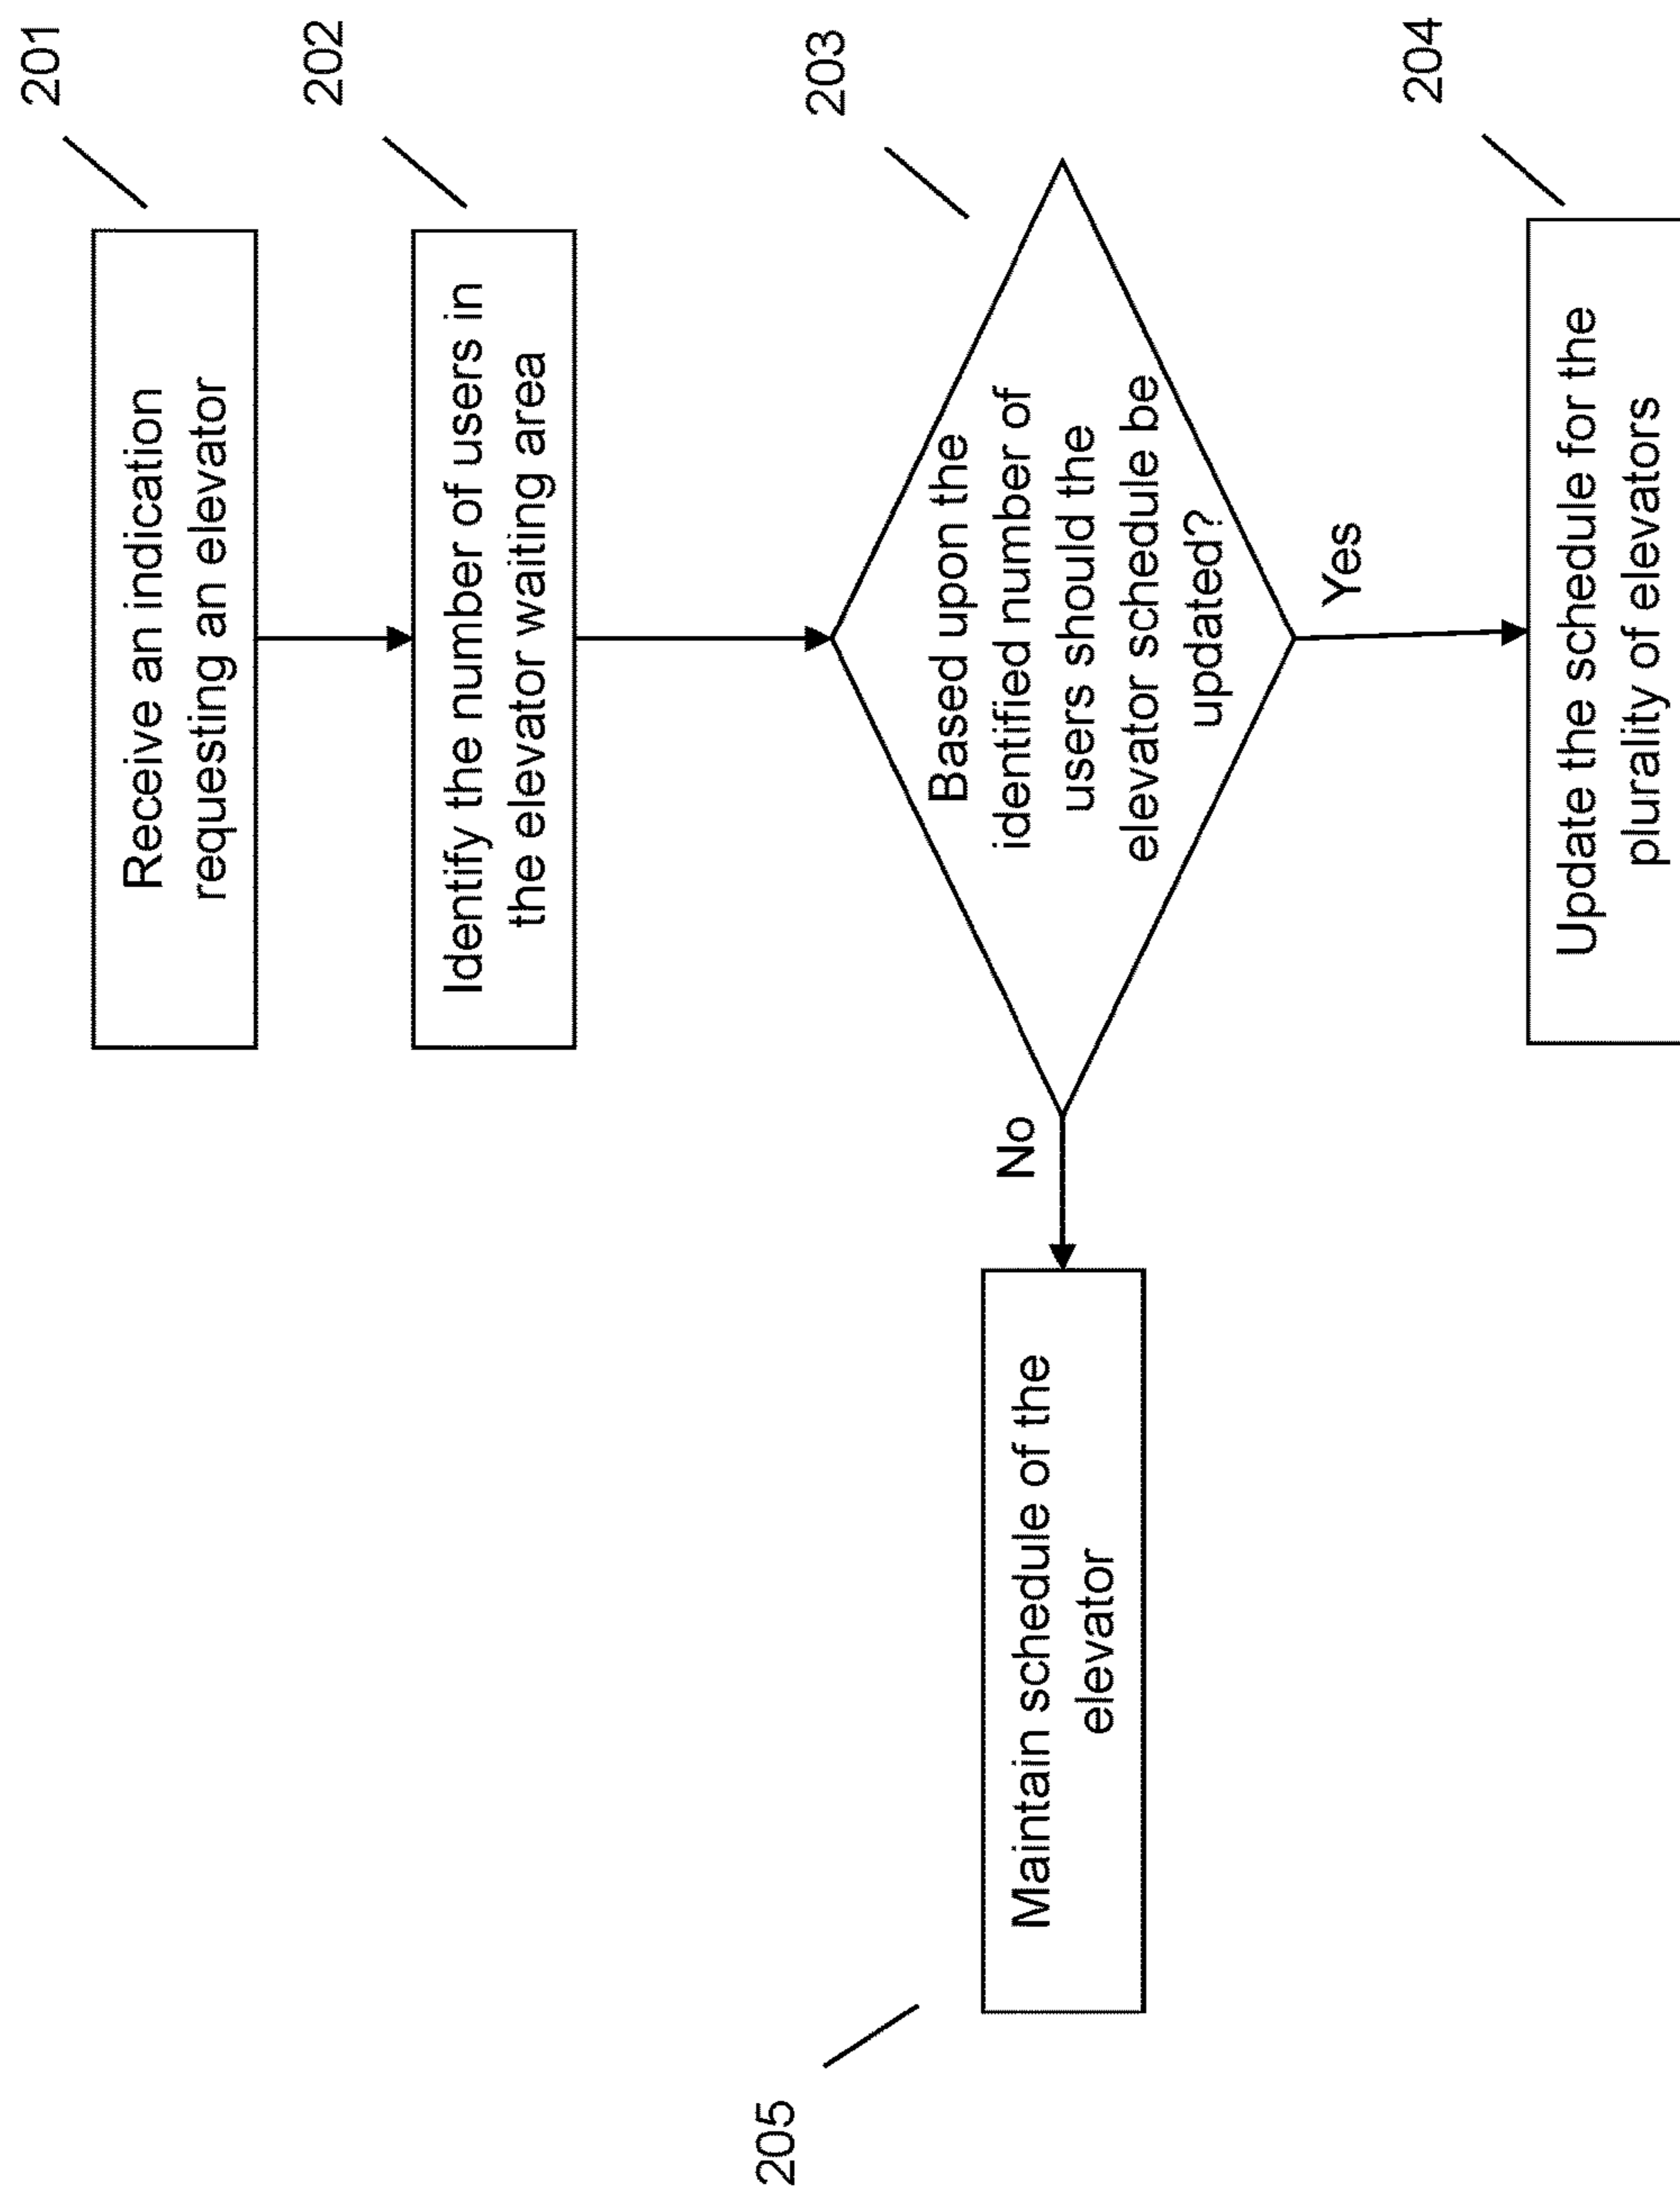 201
Receive an indication
requesting an elevator
202
Identify the number of users in
the elevator waiting area
203
Based upon the
identified number of
users should the
elevator schedule be
updated?
No
Yes
205
Maintain schedule of the
elevator
204
Update the schedule for the
plurality of elevators